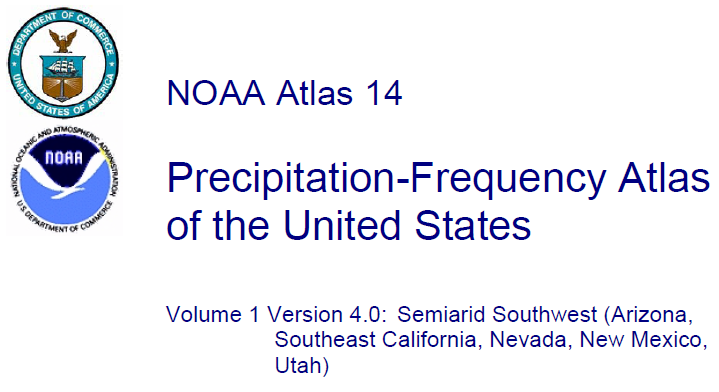 DEPARTMENT OF COMMERCE
UNITED STATES OF AMERICA
NATIONAL OCEANIC AND ATMOSPHERIC ADMINISTRATION
NOAA
U.S. DEPARTMENT OF COMMERCE
NOAA Atlas 14
Precipitation-Frequency Atlas
of the United States
Volume 1 Version 4.0: Semiarid Southwest (Arizona,
Southeast California, Nevada, New Mexico,
Utah)